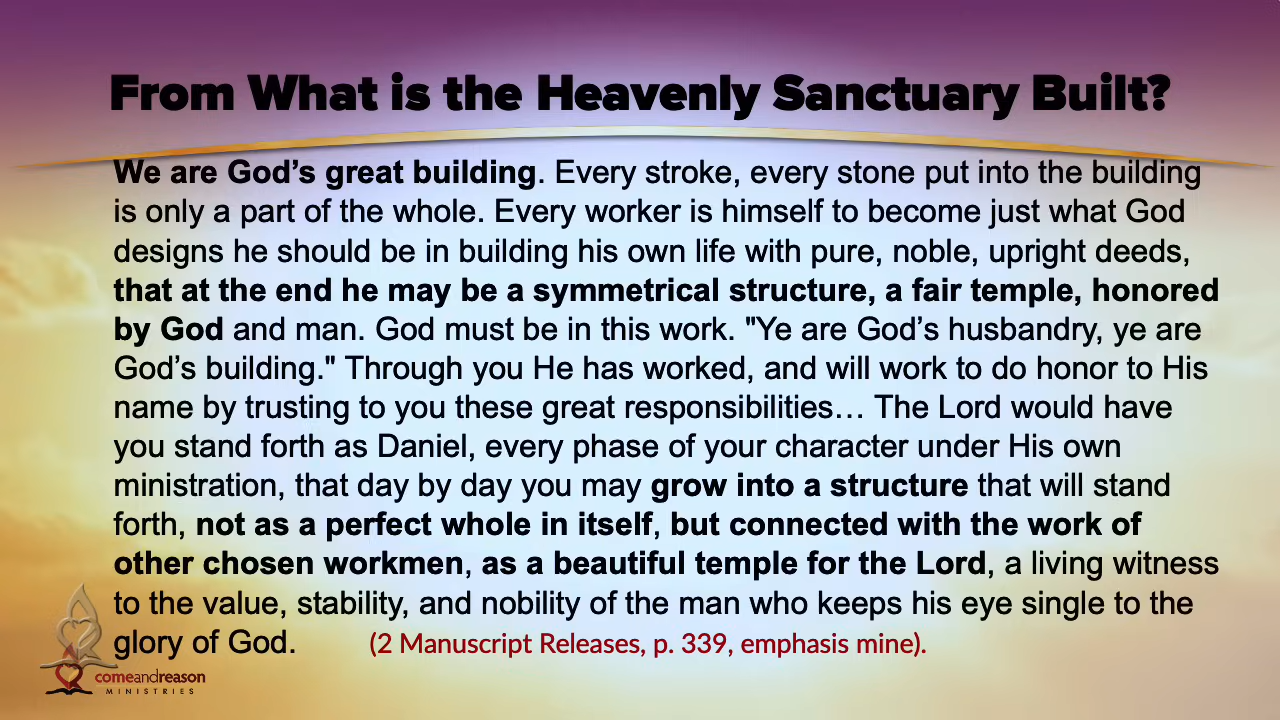 From What is the Heavenly Sanctuary Built?
We are God’s great building. Every stroke, every stone put into the building
is only a part of the whole. Every worker is himself to become just what God
designs he should be in building his own life with pure, noble, upright deeds,
that at the end he may be a symmetrical structure, a fair temple, honored
by God and man. God must be in this work. "Ye are God’s husbandry, ye are
God’s building." Through you He has worked, and will work to do honor to His
name by trusting to you these great responsibilities… The Lord would have
you stand forth as Daniel, every phase of your character under His own
ministration, that day by day you may grow into a structure that will stand
forth, not as a perfect whole in itself, but connected with the work of
other chosen workmen, as a beautiful temple for the Lord, a living witness
to the value, stability, and nobility of the man who keeps his eye single to the
glory of God. (2 Manuscript Releases, p. 339, emphasis mine).
comeandreason
MINISTRIES